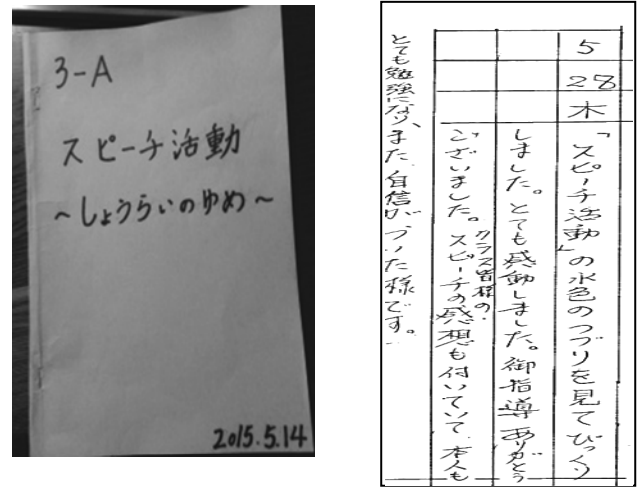 3-A
スピーチ活動
~しょうらいのゆめ~
2015.5.14
5
28
木
「スピーチ活動」の水色のつづりを見てびっくり
しました。とても感動しました。御指導ありがとう
ございました。スピーチの感想も付いていて、本人も
クラス皆様の
とても勉強になり、また、自信がついた様です。